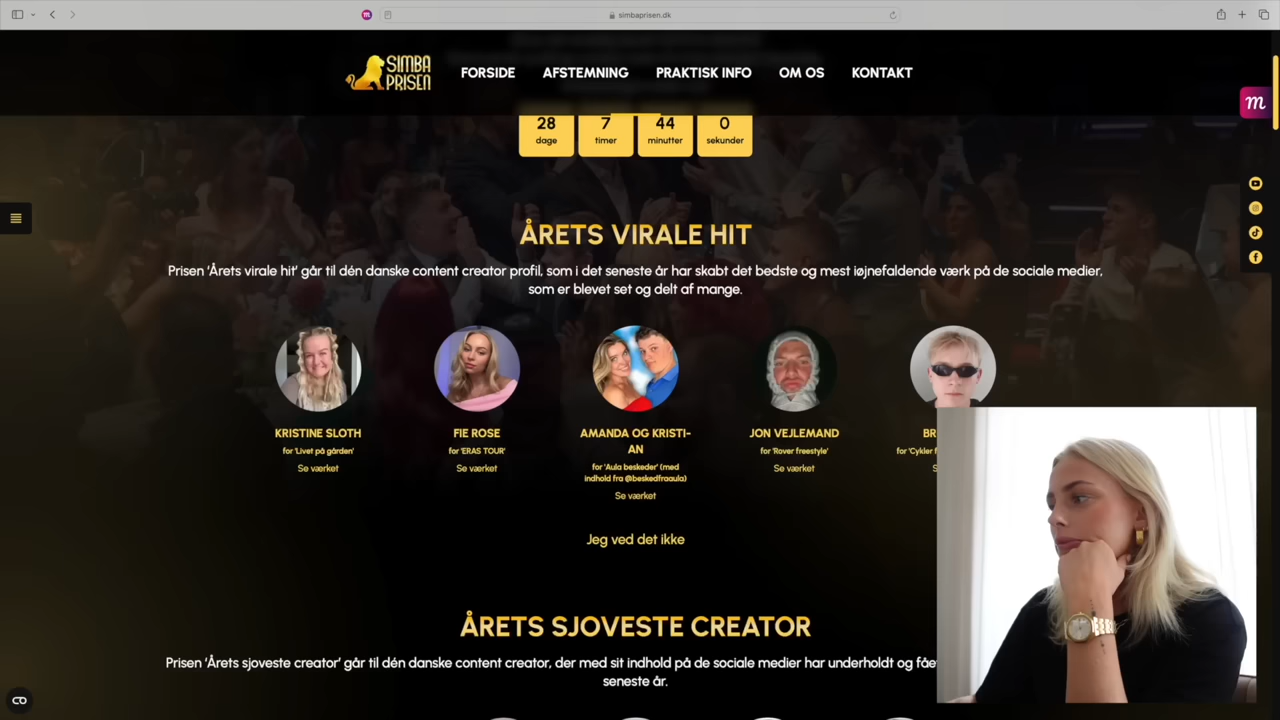 simbaprisen.dk
SIMBA
PRISEN
FORSIDE
AFSTEMNING
PRAKTISK INFO
OM OS
KONTAKT
m
28
7
44
0
dage
timer
minutter
sekunder
ÅRETS VIRALE HIT
Prisen ‘Årets virale hit’ går til dén danske content creator profil, som i det seneste år har skabt det bedste og mest iøjnefaldende værk på de sociale medier,
som er blevet set og delt af mange.
KRISTINE SLOTH
for 'Livet på gården'
Se værket
FIE ROSE
for 'ERAS TOUR'
Se værket
AMANDA OG KRISTI-
AN
for 'Aula beskeder' (med
indhold fra @beskedfraaula)
Se værket
JON VEJLEMAND
for 'Rover freestyle'
Se værket
BR
for 'Cykler f
S
Jeg ved det ikke
ÅRETS SJOVESTE CREATOR
Prisen ‘Årets sjoveste creator’ går til dén danske content creator, der med sit indhold på de sociale medier har underholdt og fåe
seneste år.